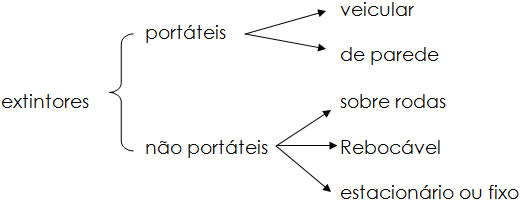 extintores
portáteis
veicular
de parede
não portáteis
sobre rodas
Rebocável
estacionário ou fixo